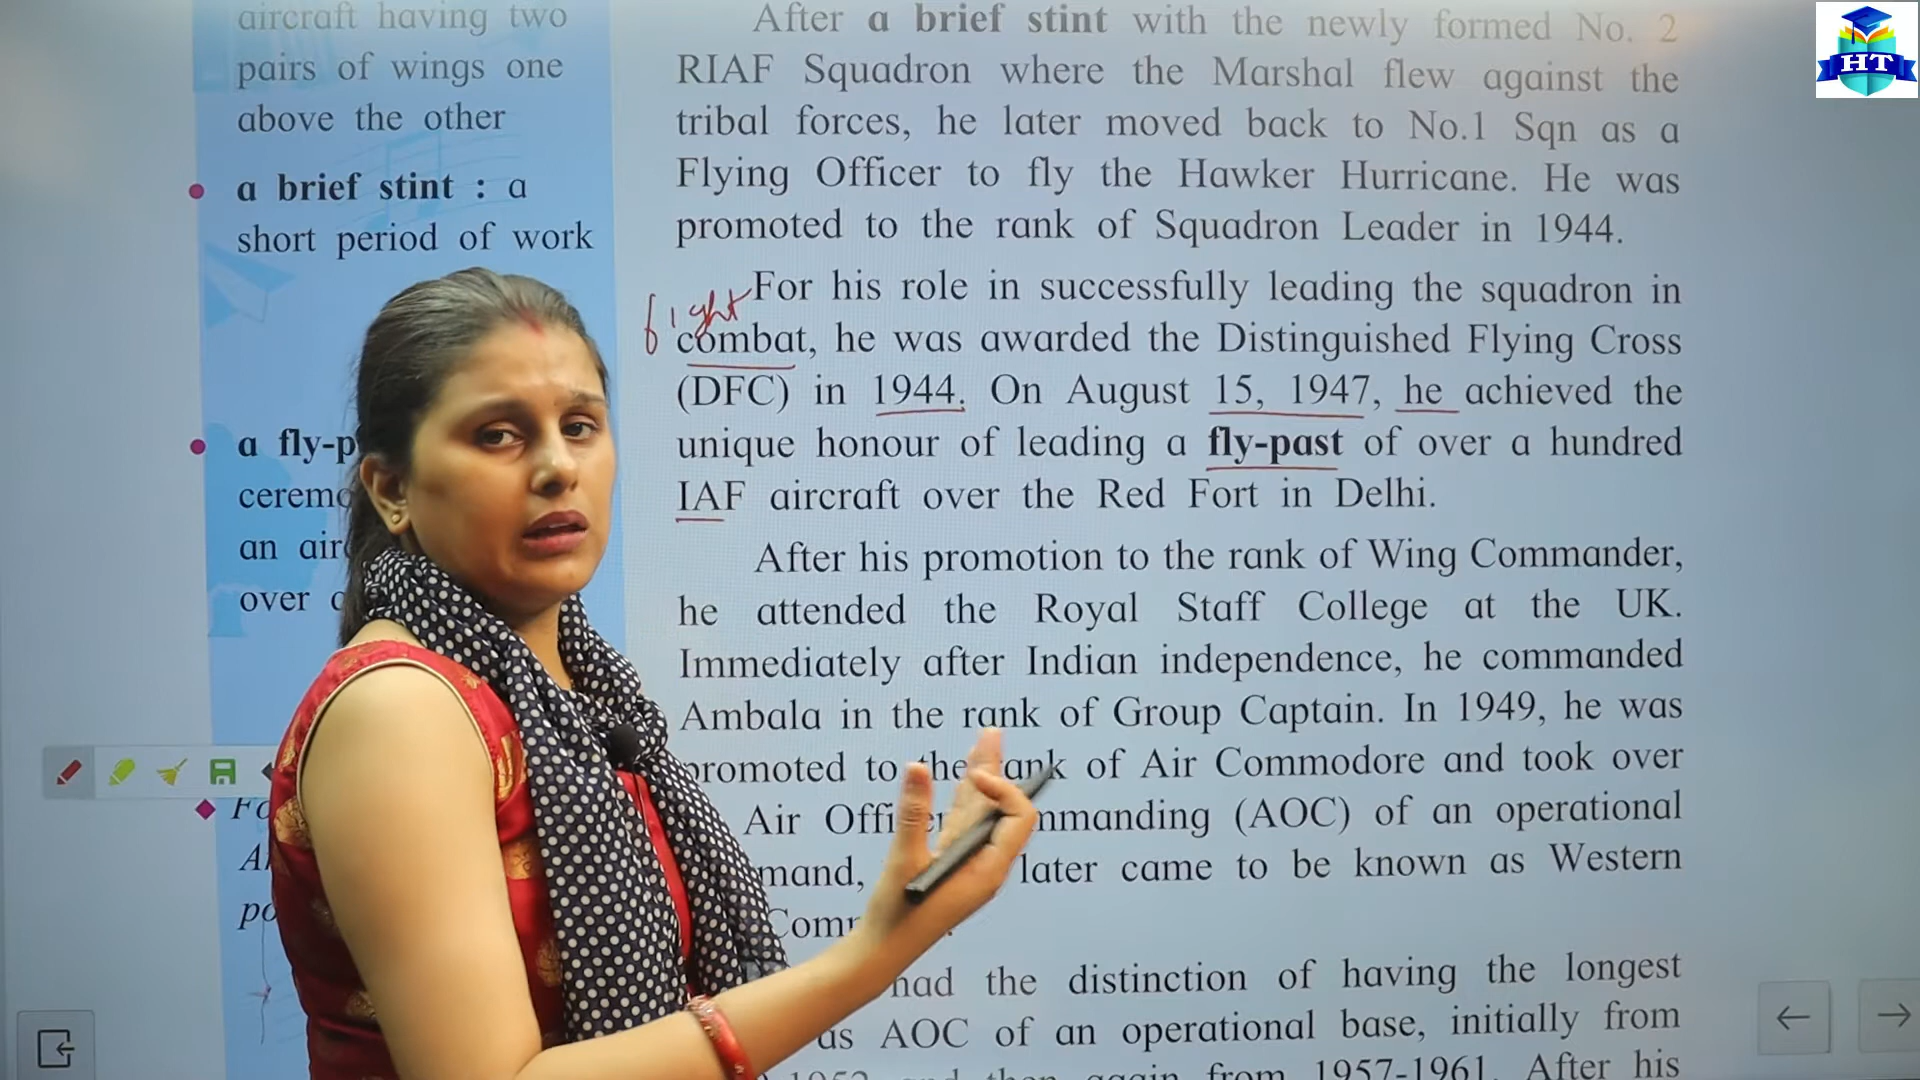 aircraft having two
pairs of wings one
above the other
a brief stint : a
short period of work
a fly-p
ceremo
an airc
over
Fo
A
po
After a brief stint with the newly formed No. 2
RIAF Squadron where the Marshal flew against the
tribal forces, he later moved back to No.1 Sqn as a
Flying Officer to fly the Hawker Hurricane. He was
promoted to the rank of Squadron Leader in 1944.
fight
For his role in successfully leading the squadron in
combat, he was awarded the Distinguished Flying Cross
(DFC) in 1944. On August 15, 1947, he achieved the
unique honour of leading a fly-past of over a hundred
IAF aircraft over the Red Fort in Delhi.
After his promotion to the rank of Wing Commander,
he attended the Royal Staff College at the UK.
Immediately after Indian independence, he commanded
Ambala in the rank of Group Captain. In 1949, he was
promoted to the rank of Air Commodore and took over
Air Offi mmanding (AOC) of an operational
mand, later came to be known as Western
Com
had the distinction of having the longest
as AOC of an operational base, initially from
and then again from 1957-1961. After his
HT